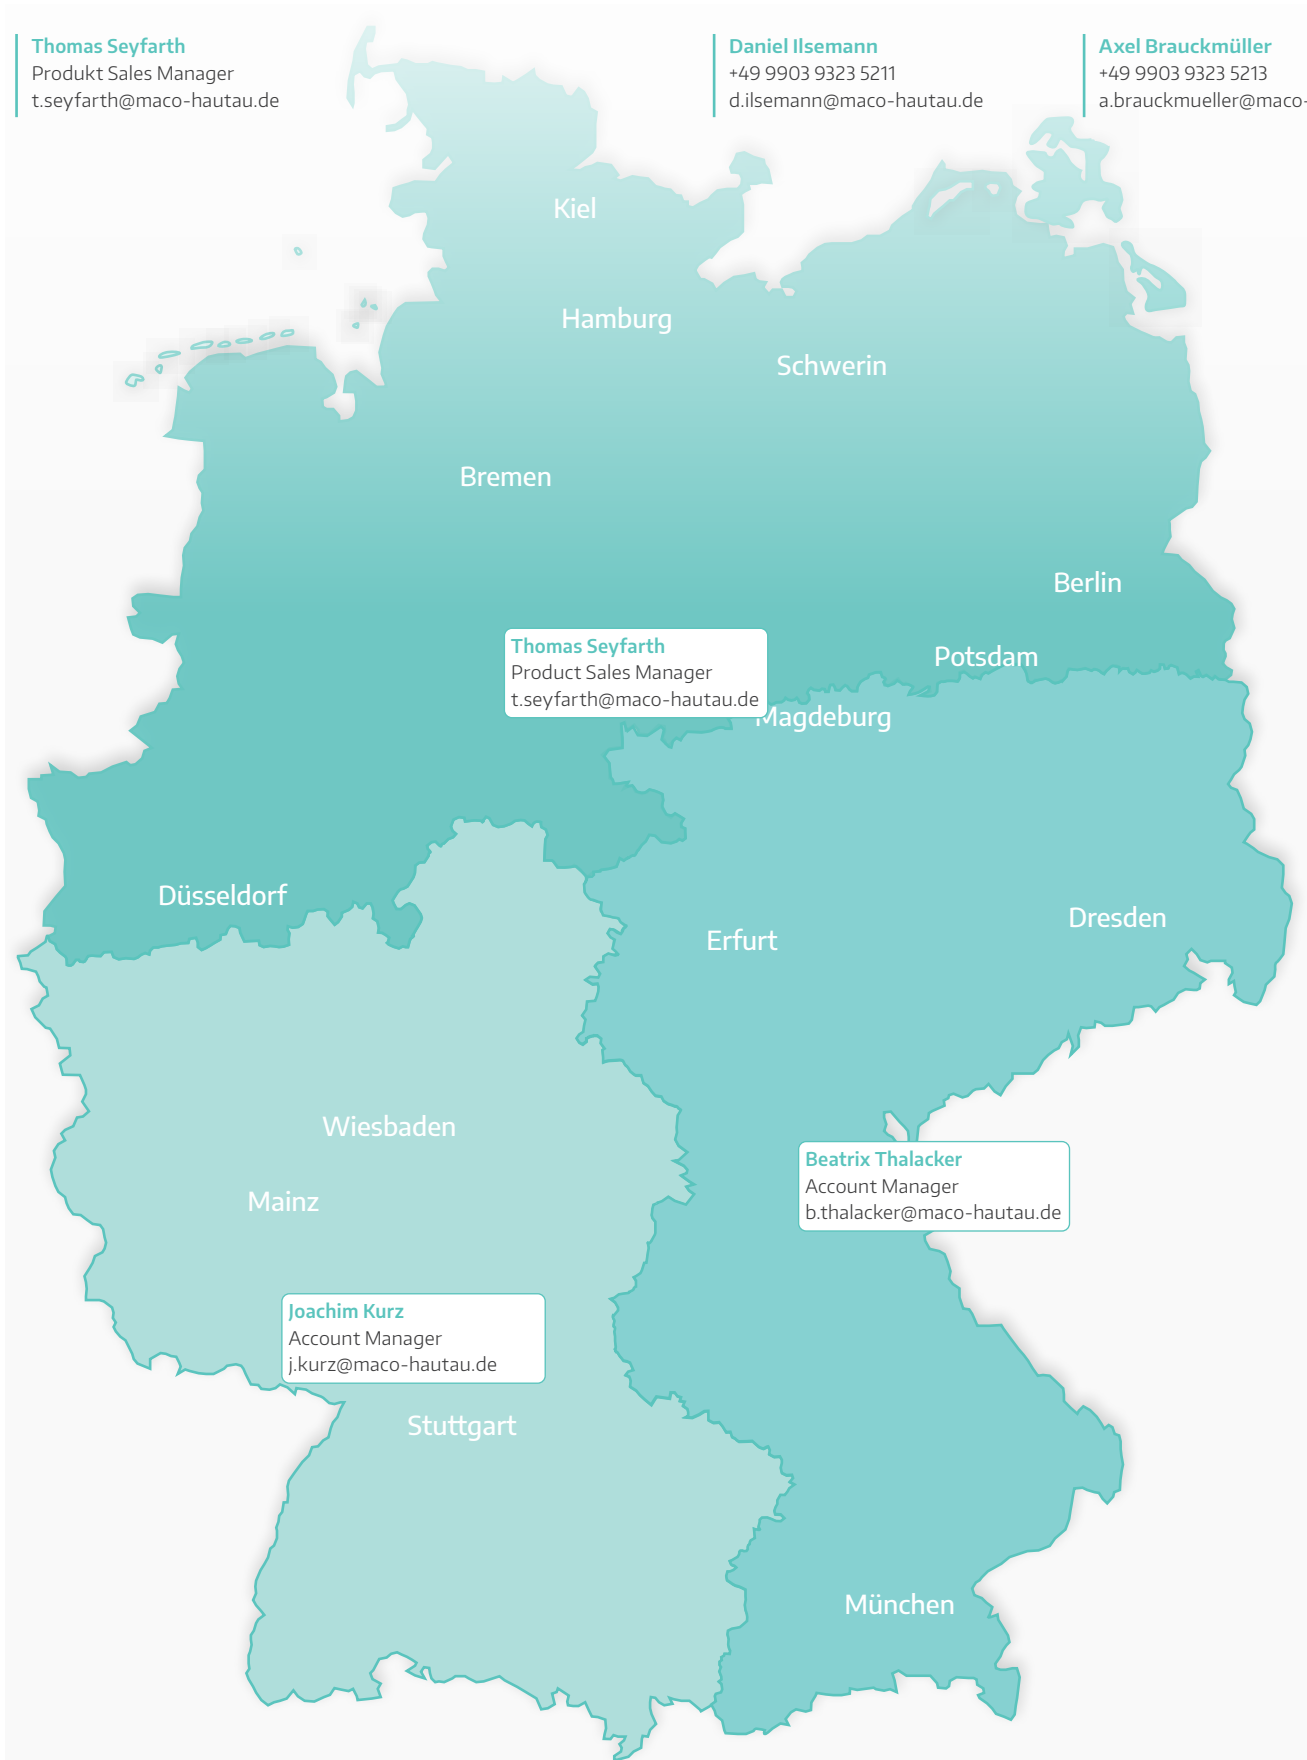 Thomas Seyfarth
Produkt Sales Manager
t.seyfarth@maco-hautau.de
Daniel Ilsemann
+49 9903 9323 5211
d.ilsemann@maco-hautau.de
Axel Brauckmüller
+49 9903 9323 5213
a.brauckmueller@maco-
Kiel
Hamburg
Schwerin
Bremen
Berlin
Potsdam
Thomas Seyfarth
Product Sales Manager
t.seyfarth@maco-hautau.de
Magdeburg
Düsseldorf
Erfurt
Dresden
Wiesbaden
Mainz
Beatrix Thalacker
Account Manager
b.thalacker@maco-hautau.de
Joachim Kurz
Account Manager
j.kurz@maco-hautau.de
Stuttgart
München